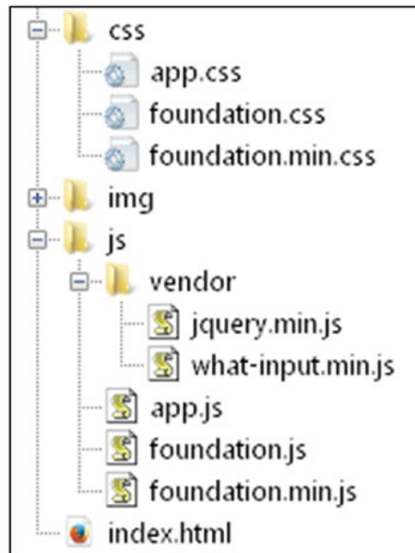 css
app.css
foundation.css
foundation.min.css
img
js
vendor
jquery.min.js
what-input.min.js
app.js
foundation.js
foundation.min.js
index.html